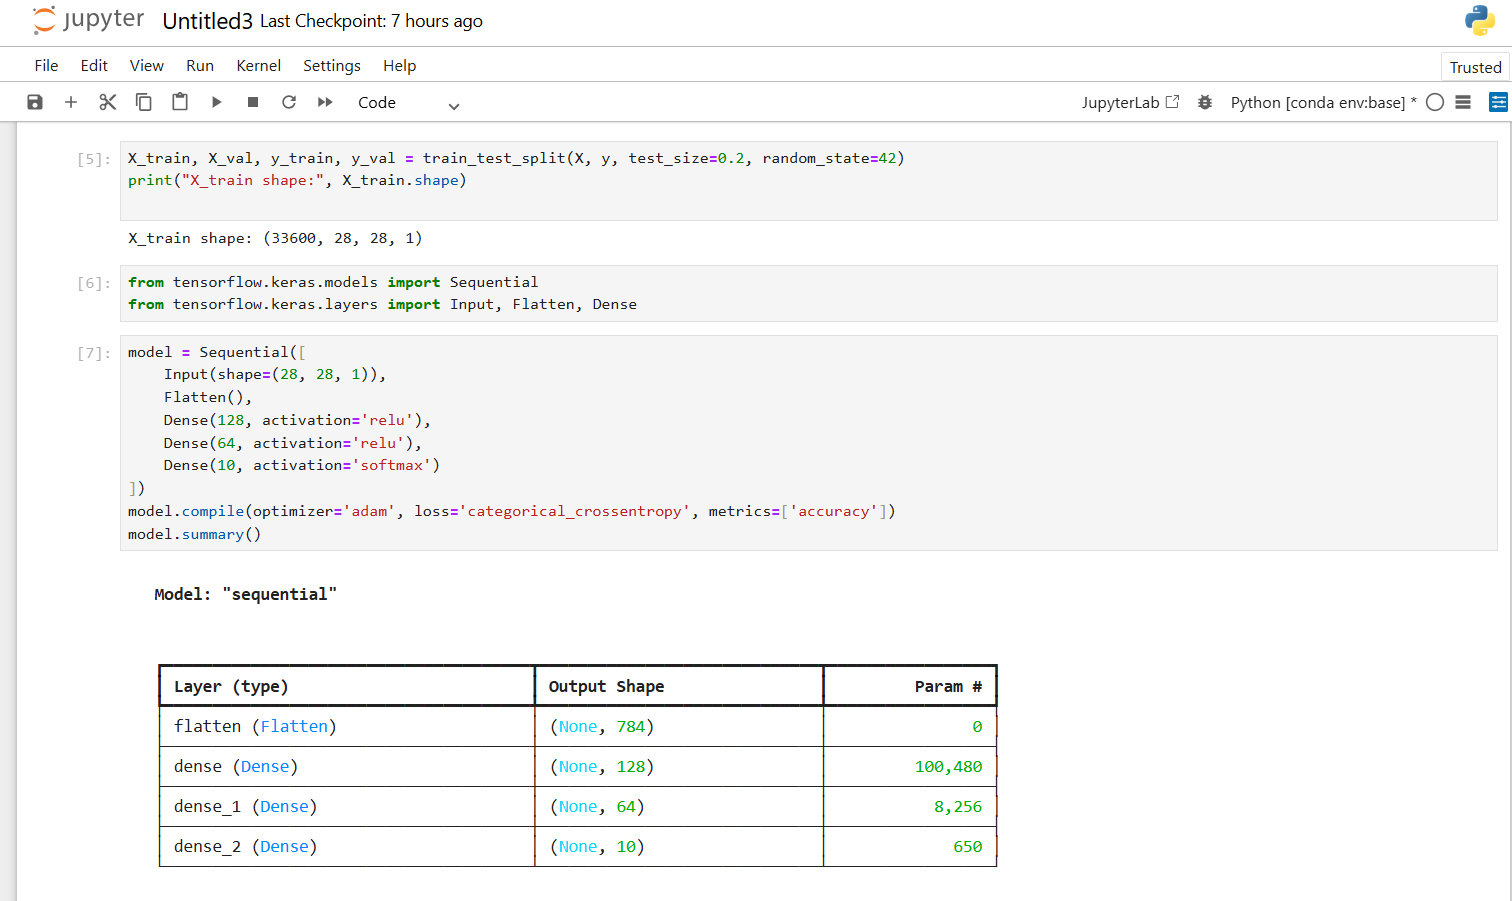 jupyter Untitled3 Last Checkpoint: 7 hours ago
File Edit View Run Kernel Settings Help
Trusted
Code
JupyterLab
Python [conda env:base] *
[5]:
X_train, X_val, y_train, y_val = train_test_split(X, y, test_size=0.2, random_state=42)
print("X_train shape:", X_train.shape)
X_train shape: (33600, 28, 28, 1)
[6]:
from tensorflow.keras.models import Sequential
from tensorflow.keras.layers import Input, Flatten, Dense
[7]:
model = Sequential([
    Input(shape=(28, 28, 1)),
    Flatten(),
    Dense(128, activation='relu'),
    Dense(64, activation='relu'),
    Dense(10, activation='softmax')
])
model.compile(optimizer='adam', loss='categorical_crossentropy', metrics=['accuracy'])
model.summary()
Model: "sequential"
Layer (type) Output Shape Param #
flatten (Flatten) (None, 784) 0
dense (Dense) (None, 128) 100,480
dense_1 (Dense) (None, 64) 8,256
dense_2 (Dense) (None, 10) 650